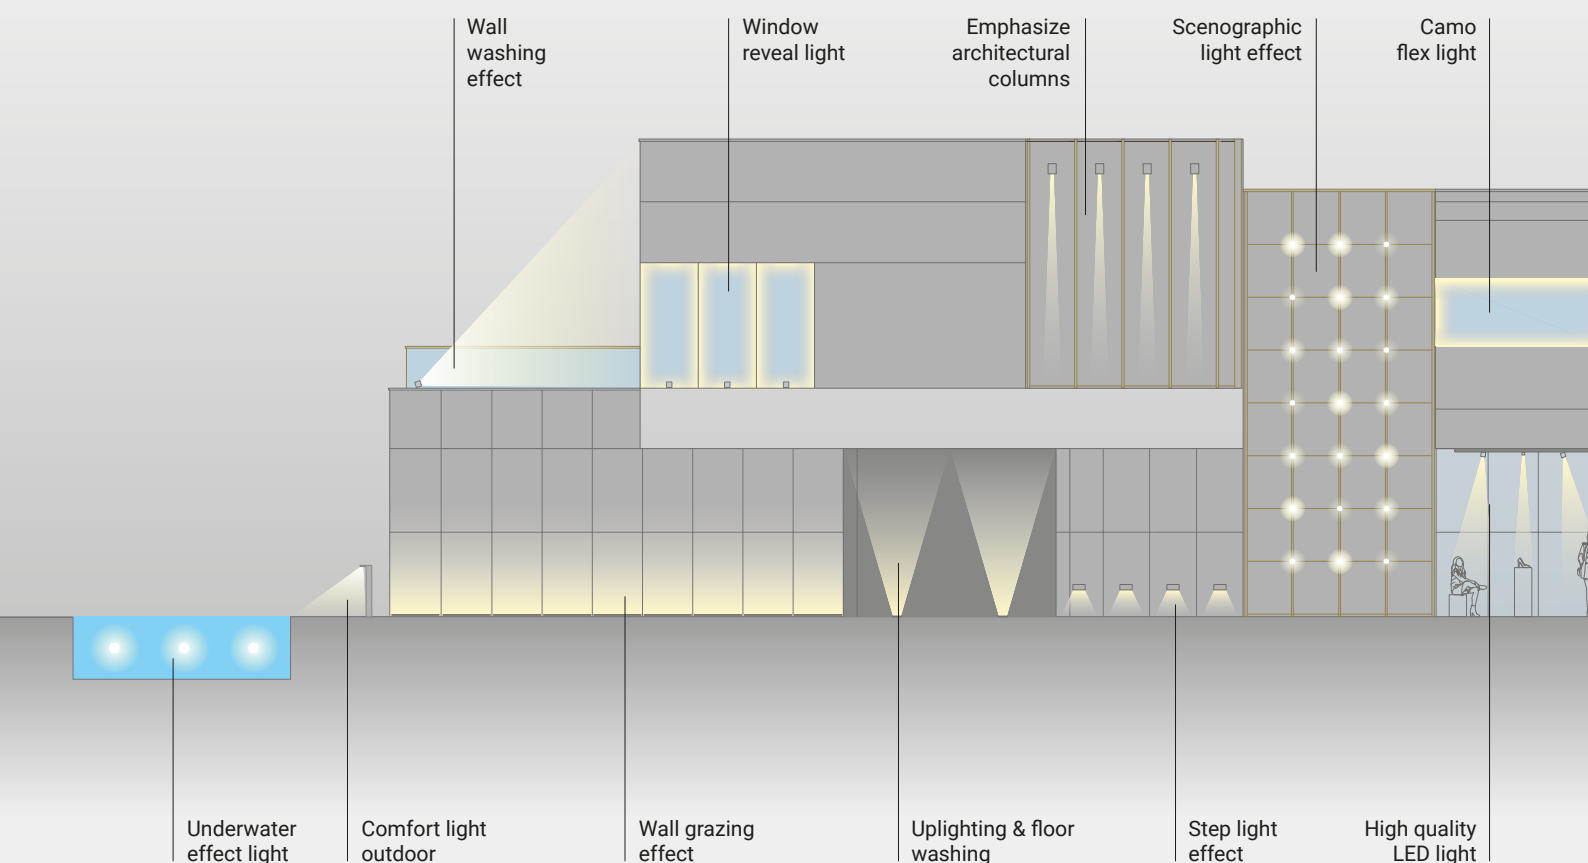 Wall
washing
effect
Window
reveal light
Emphasize
architectural
columns
Scenographic
light effect
Camo
flex light
Underwater
effect light
Comfort light
outdoor
Wall grazing
effect
Uplighting & floor
washing
Step light
effect
High quality
LED light